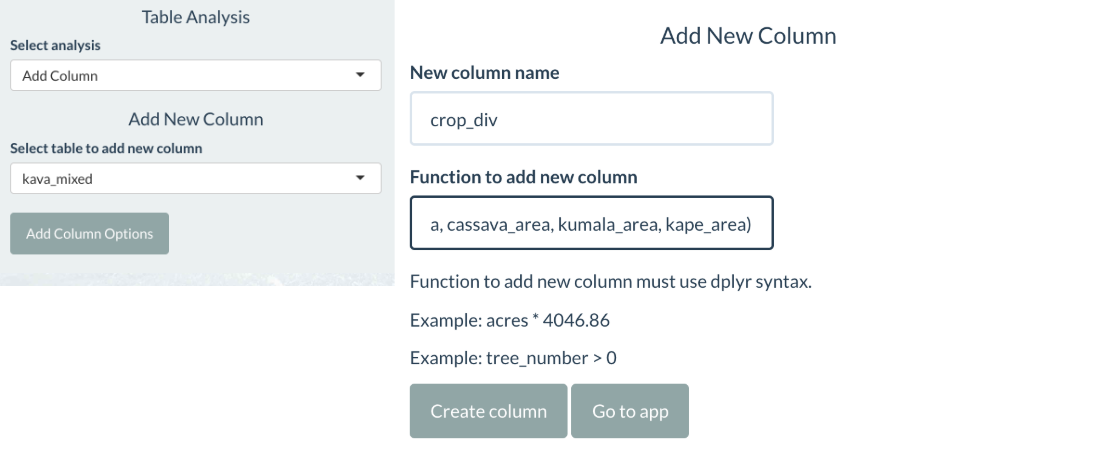 Table Analysis
Select analysis
Add Column
Add New Column
Select table to add new column
kava_mixed
Add Column Options
Add New Column
New column name
crop_div
Function to add new column
a, cassava_area, kumala_area, kape_area)
Function to add new column must use dplyr syntax.
Example: acres * 4046.86
Example: tree_number > 0
Create column
Go to app